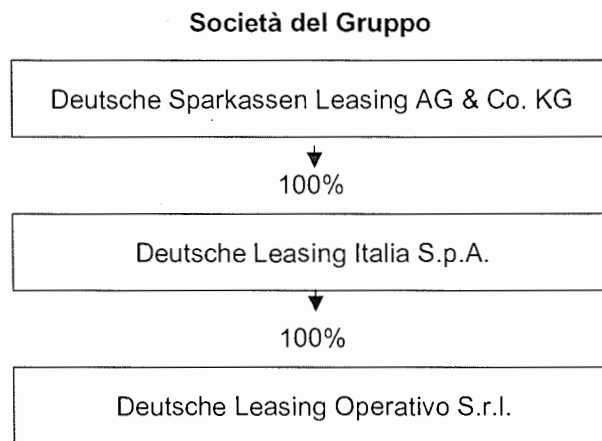 Società del Gruppo
Deutsche Sparkassen Leasing AG & Co. KG
100%
Deutsche Leasing Italia S.p.A.
100%
Deutsche Leasing Operativo S.r.l.